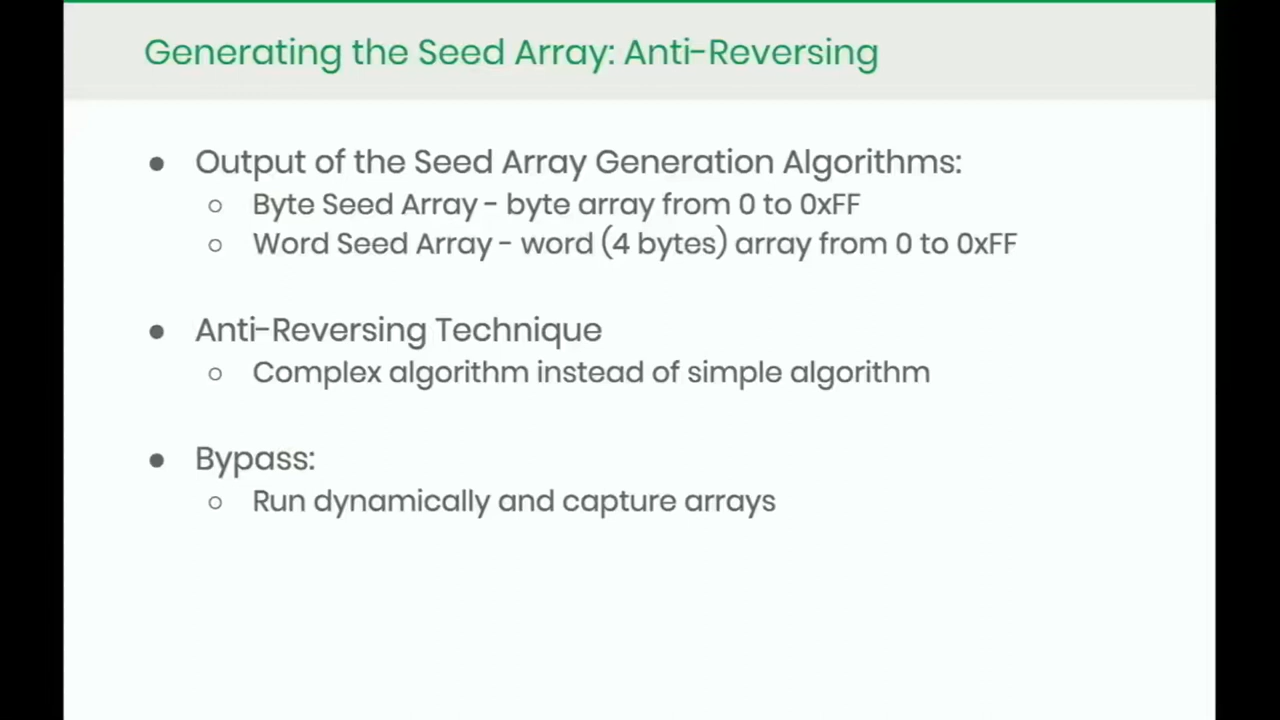 Generating the Seed Array: Anti-Reversing
● Output of the Seed Array Generation Algorithms:
○ Byte Seed Array - byte array from 0 to 0xFF
○ Word Seed Array - word (4 bytes) array from 0 to 0xFF
● Anti-Reversing Technique
○ Complex algorithm instead of simple algorithm
● Bypass:
○ Run dynamically and capture arrays